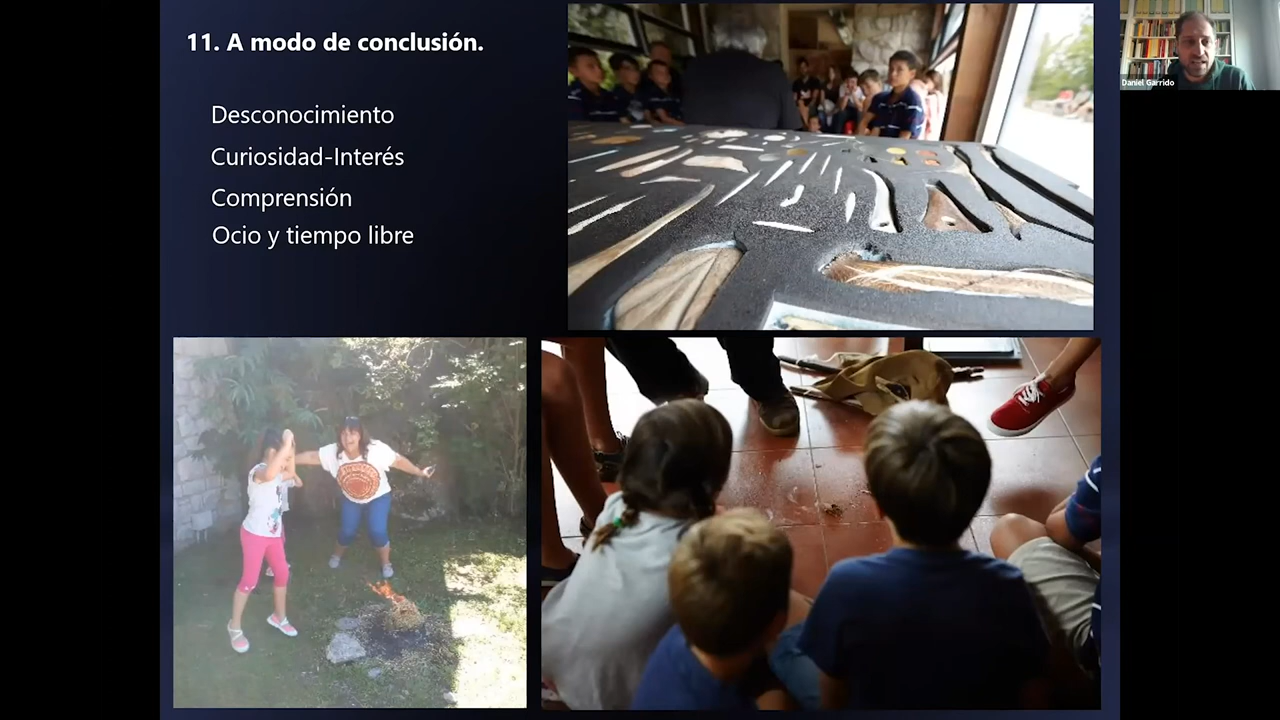 11. A modo de conclusión.
Desconocimiento
Curiosidad-Interés
Comprensión
Ocio y tiempo libre
Daniel Garrido